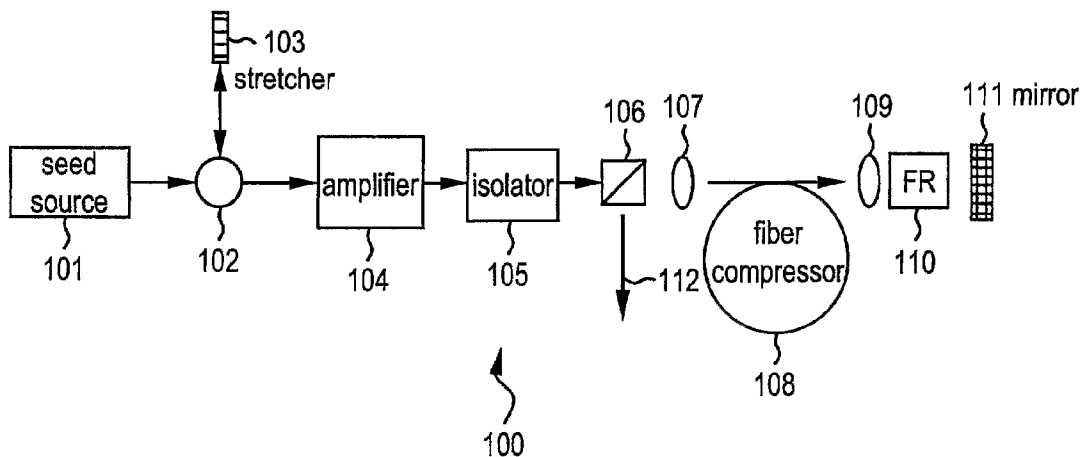 103
stretcher
111 mirror
106
107
109
seed
source
amplifier
isolator
FR
fiber
compressor
101
102
104
105
112
110
108
100